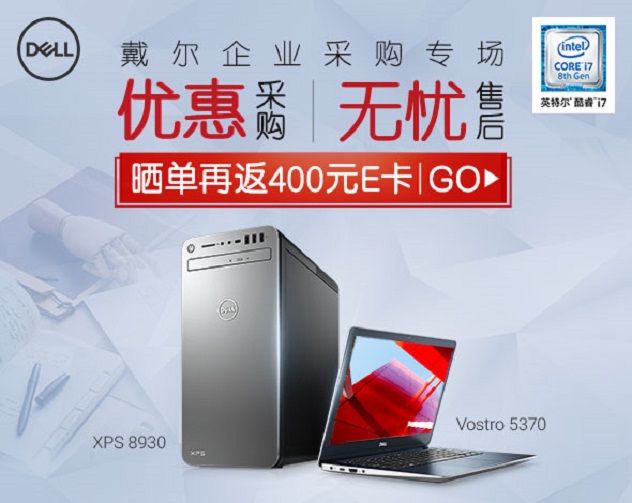 DELL
戴尔企业采购专场
intel
CORE i7
8th Gen
英特尔® 酷睿™ i7
优惠采购 | 无忧售后
晒单再返400元E卡 | GO▶
DELL
XPS
XPS 8930
DELL
Vostro 5370